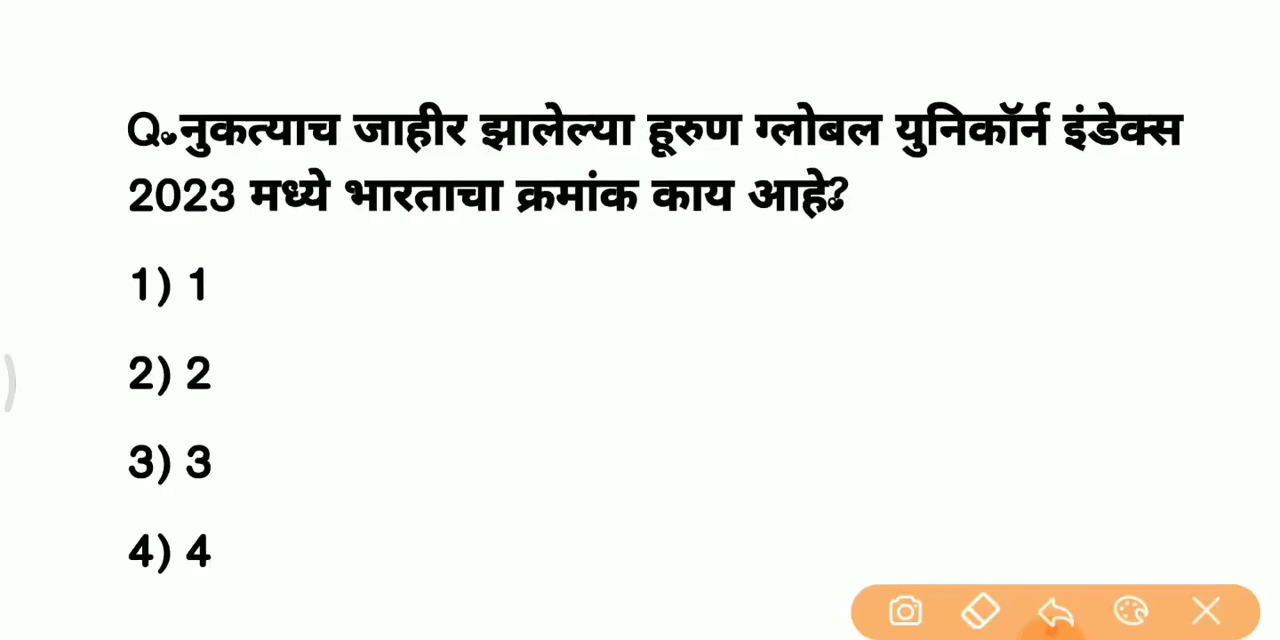 Q. नुकत्याच जाहीर झालेल्या हूरुण ग्लोबल युनिकॉर्न इंडेक्स
2023 मध्ये भारताचा क्रमांक काय आहे?
1) 1
2) 2
3) 3
4) 4